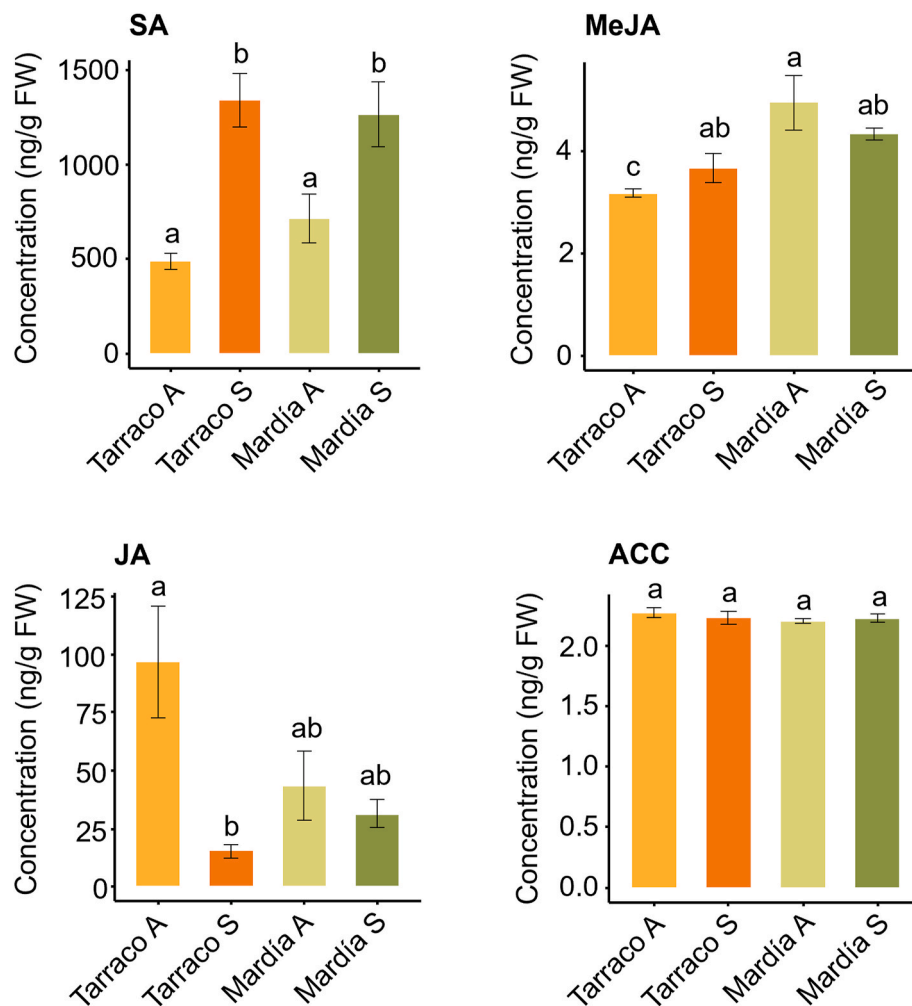 SA
Concentration (ng/g FW)
1500
1000
500
0
a
b
a
b
Tarraco A
Tarraco S
Mardía A
Mardía S
MeJA
Concentration (ng/g FW)
4
2
0
c
ab
a
ab
Tarraco A
Tarraco S
Mardía A
Mardía S
JA
Concentration (ng/g FW)
125
100
75
50
25
0
a
b
ab
ab
Tarraco A
Tarraco S
Mardía A
Mardía S
ACC
Concentration (ng/g FW)
2.0
1.5
1.0
0.5
0.0
a
a
a
a
Tarraco A
Tarraco S
Mardía A
Mardía S